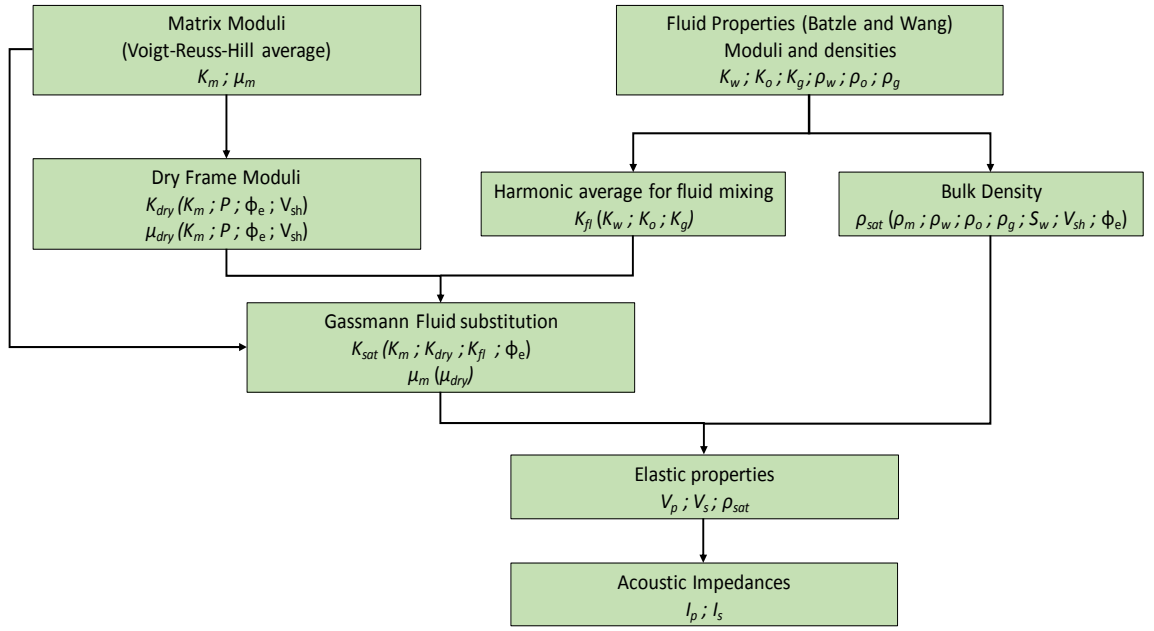 Matrix Moduli
(Voigt-Reuss-Hill average)
Kₘ ; μₘ
Fluid Properties (Batzle and Wang)
Moduli and densities
K_w ; K_o ; K_g ; ρ_w ; ρ_o ; ρ_g
Dry Frame Moduli
K_dry (K_m ; P ; ϕ_e ; V_sh)
μ_dry (K_m ; P ; ϕ_e ; V_sh)
Harmonic average for fluid mixing
K_fl (K_w ; K_o ; K_g)
Bulk Density
ρ_sat (ρ_m ; ρ_w ; ρ_o ; ρ_g ; S_w ; V_sh ; ϕ_e)
Gassmann Fluid substitution
K_sat (K_m ; K_dry ; K_fl ; ϕ_e)
μ_m (μ_dry)
Elastic properties
V_p ; V_s ; ρ_sat
Acoustic Impedances
I_p ; I_s